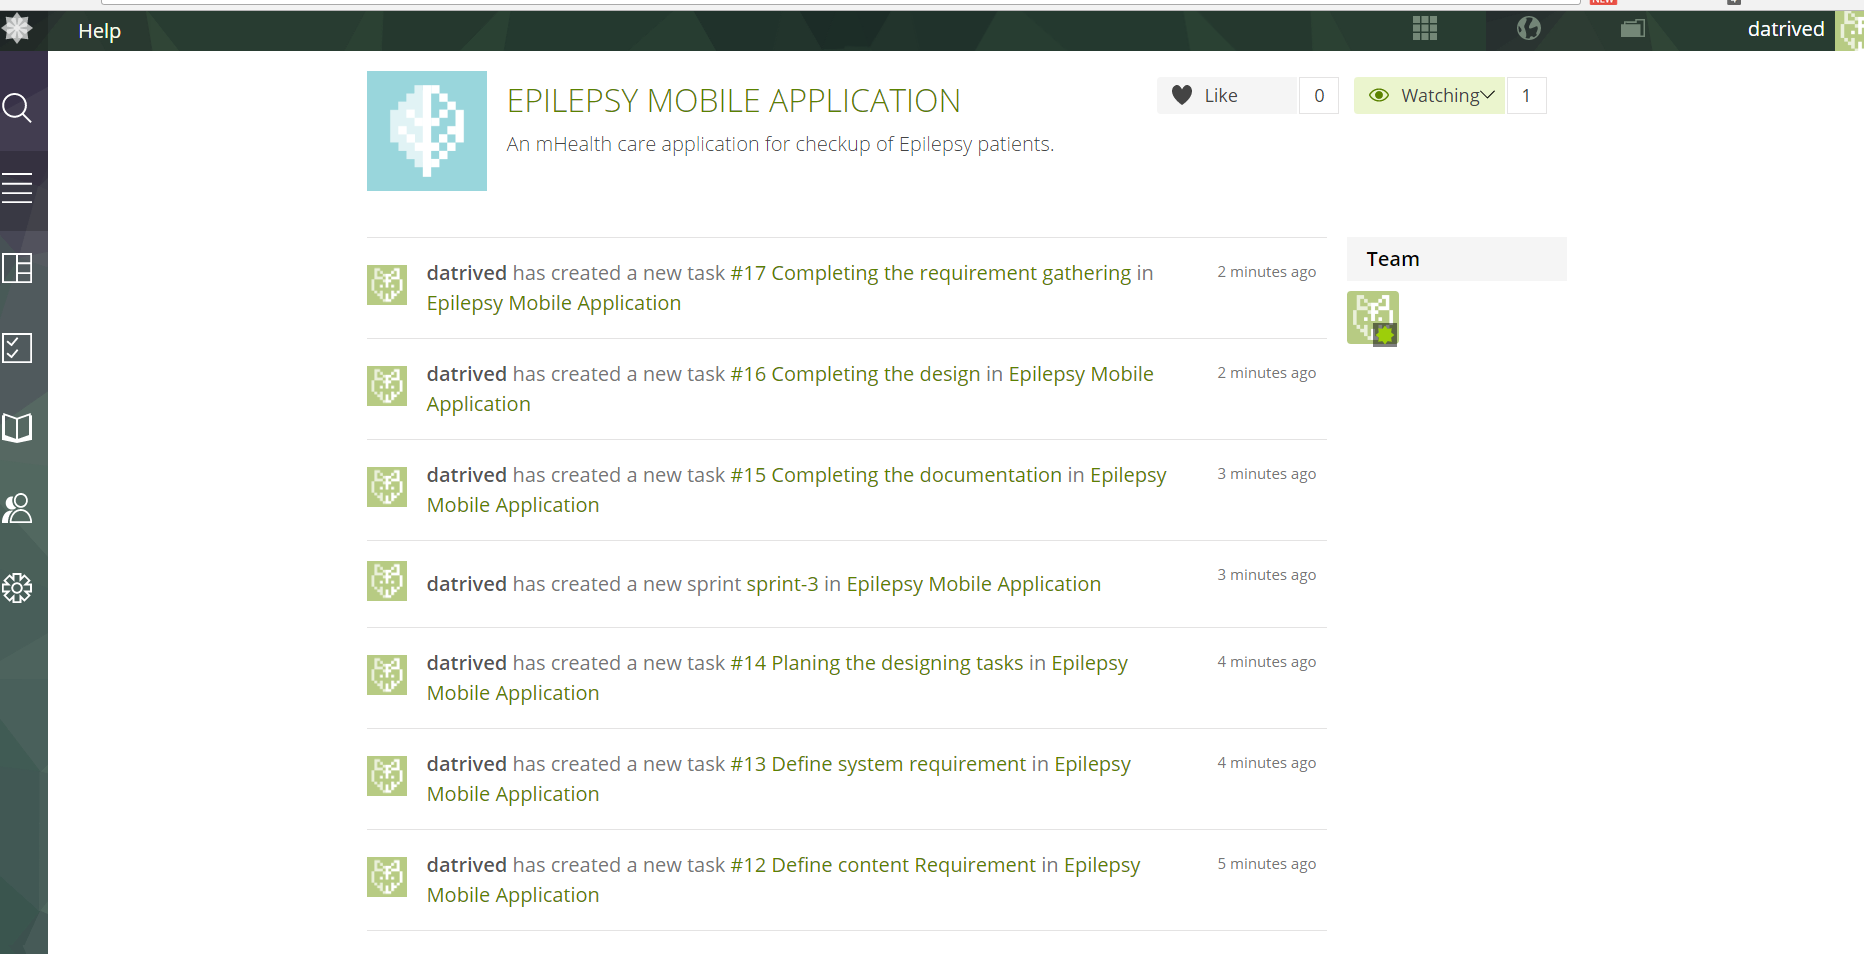 NEW
Help
datrived
EPILEPSY MOBILE APPLICATION
Like 0 Watching 1
An mHealth care application for checkup of Epilepsy patients.
Team
datrived has created a new task #17 Completing the requirement gathering in 2 minutes ago
Epilepsy Mobile Application
datrived has created a new task #16 Completing the design in Epilepsy Mobile 2 minutes ago
Application
datrived has created a new task #15 Completing the documentation in Epilepsy 3 minutes ago
Mobile Application
datrived has created a new sprint sprint-3 in Epilepsy Mobile Application 3 minutes ago
datrived has created a new task #14 Planing the designing tasks in Epilepsy 4 minutes ago
Mobile Application
datrived has created a new task #13 Define system requirement in Epilepsy 4 minutes ago
Mobile Application
datrived has created a new task #12 Define content Requirement in Epilepsy 5 minutes ago
Mobile Application